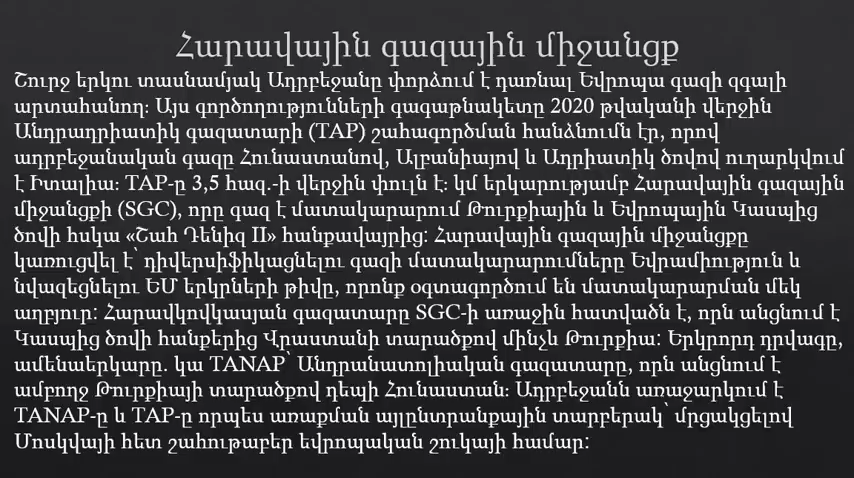 Հարավային գազային միջանցք
Շուրջ երկու տասնամյակ Ադրբեջանը փորձում է դառնալ Եվրոպա գազի զգալի
արտահանող։ Այս գործողությունների գագաթնակետը 2020 թվականի վերջին
Անդրադրիատիկ գազատարի (TAP) շահագործման հանձնումն էր, որով
ադրբեջանական գազը Հունաստանով, Ալբանիայով և Ադրիատիկ ծովով ուղարկվում
է Իտալիա։ TAP-ը 3,5 հազ.-ի վերջին փուլն է։ կմ երկարությամբ Հարավային գազային
միջանցքի (SGC), որը գազ է մատակարարում Թուրքիային և Եվրոպային Կասպից
ծովի հսկա «Շահ Դենիզ II» հանքավայրից: Հարավային գազային միջանցքը
կառուցվել է՝ դիվերսիֆիկացնելու գազի մատակարարումները Եվրամիություն և
նվազեցնելու ԵՄ երկրների թիվը, որոնք օգտագործում են մատակարարման մեկ
աղբյուր: Հարավկովկասյան գազատարը SGC-ի առաջին հատվածն է, որն անցնում է
Կասպից ծովի հանքերից Վրաստանի տարածքով մինչև Թուրքիա: Երկրորդ դրվագը,
ամենաերկարը. կա TANAP՝ Անդրանատոլիական գազատարը, որն անցնում է
ամբողջ Թուրքիայի տարածքով դեպի Հունաստան։ Ադրբեջանն առաջարկում է
TANAP-ը և TAP-ը որպես առաքման այլընտրանքային տարբերակ՝ մրցակցելով
Մոսկվայի հետ շահութաբեր եվրոպական շուկայի համար: